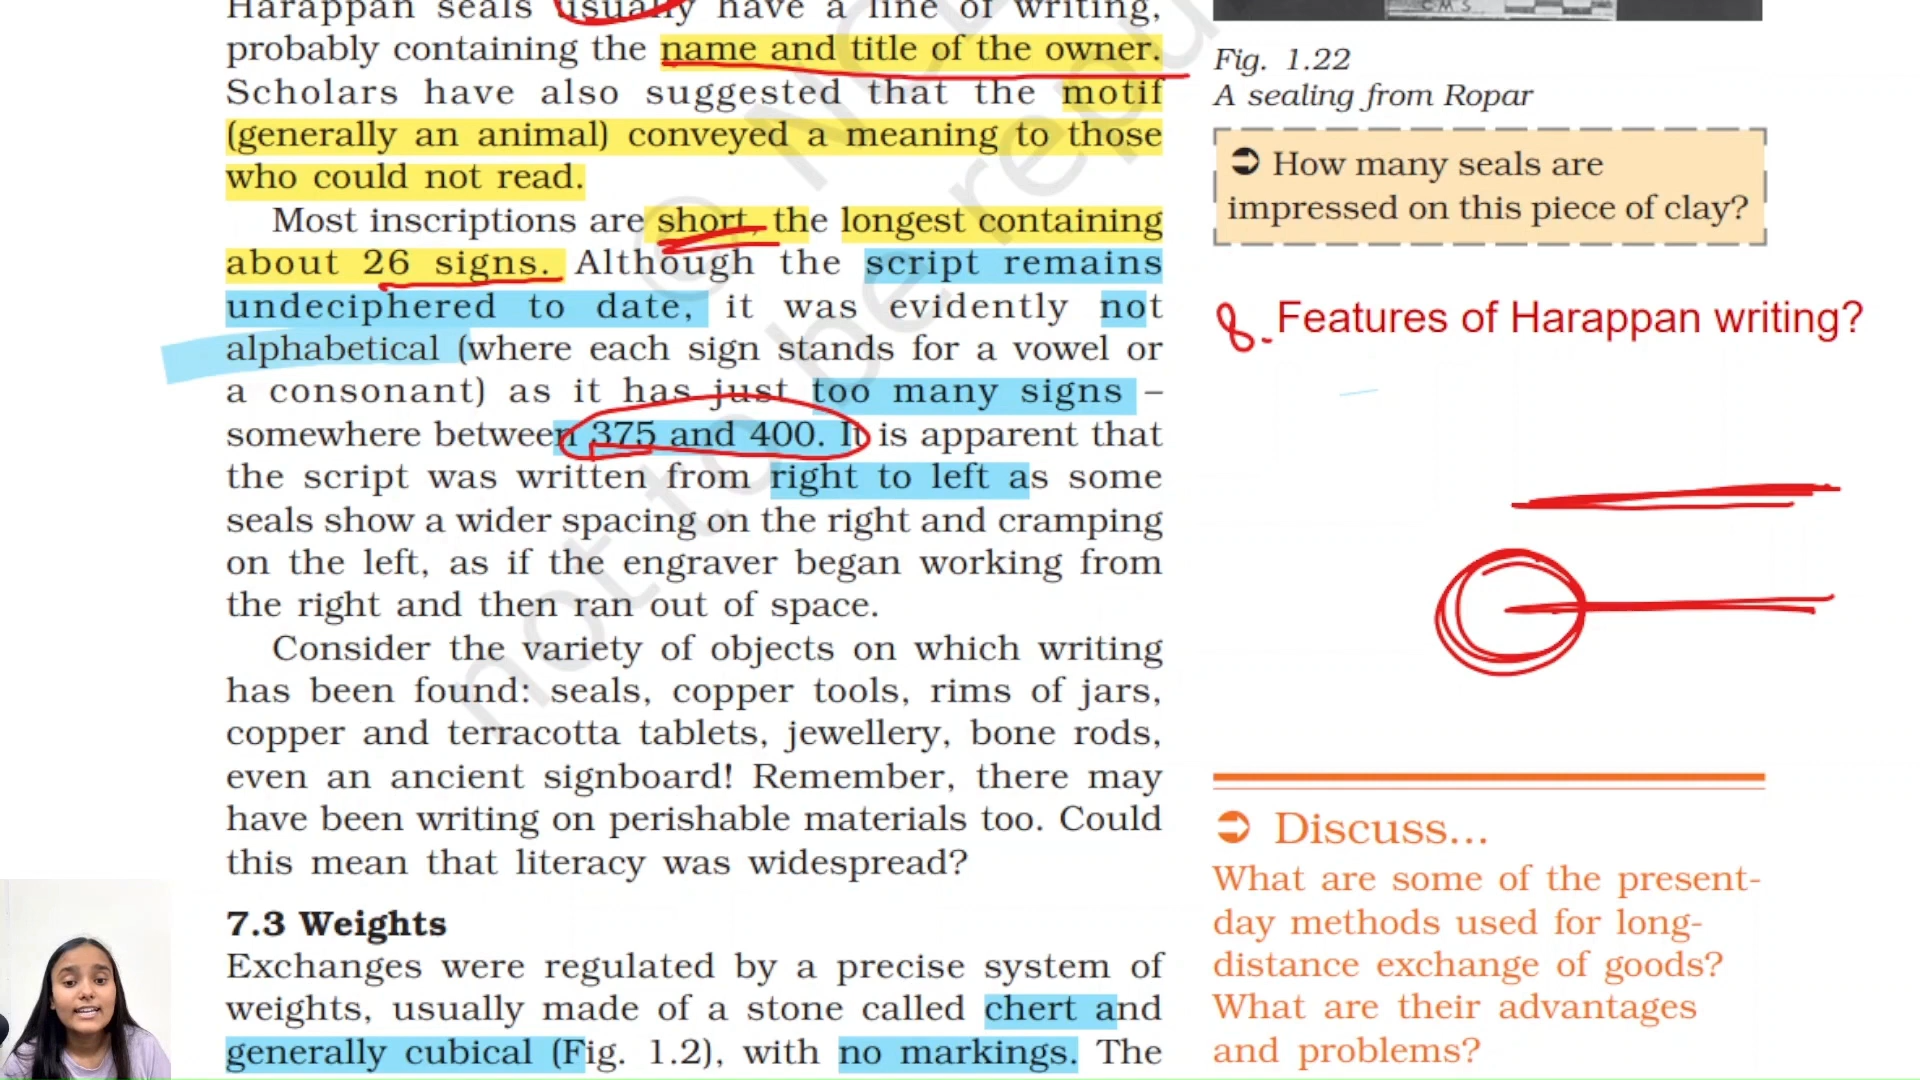 Harappan seals usually have a line of writing,
probably containing the name and title of the owner.
Scholars have also suggested that the motif
(generally an animal) conveyed a meaning to those
who could not read.
Most inscriptions are short, the longest containing
about 26 signs. Although the script remains
undeciphered to date, it was evidently not
alphabetical (where each sign stands for a vowel or
a consonant) as it has just too many signs –
somewhere between 375 and 400. It is apparent that
the script was written from right to left as some
seals show a wider spacing on the right and cramping
on the left, as if the engraver began working from
the right and then ran out of space.
Consider the variety of objects on which writing
has been found: seals, copper tools, rims of jars,
copper and terracotta tablets, jewellery, bone rods,
even an ancient signboard! Remember, there may
have been writing on perishable materials too. Could
this mean that literacy was widespread?
7.3 Weights
Exchanges were regulated by a precise system of
weights, usually made of a stone called chert and
generally cubical (Fig. 1.2), with no markings. The
CMS
Fig. 1.22
A sealing from Ropar
➲ How many seals are
impressed on this piece of clay?
8. Features of Harappan writing?
➲ Discuss...
What are some of the present-
day methods used for long-
distance exchange of goods?
What are their advantages
and problems?
not to be